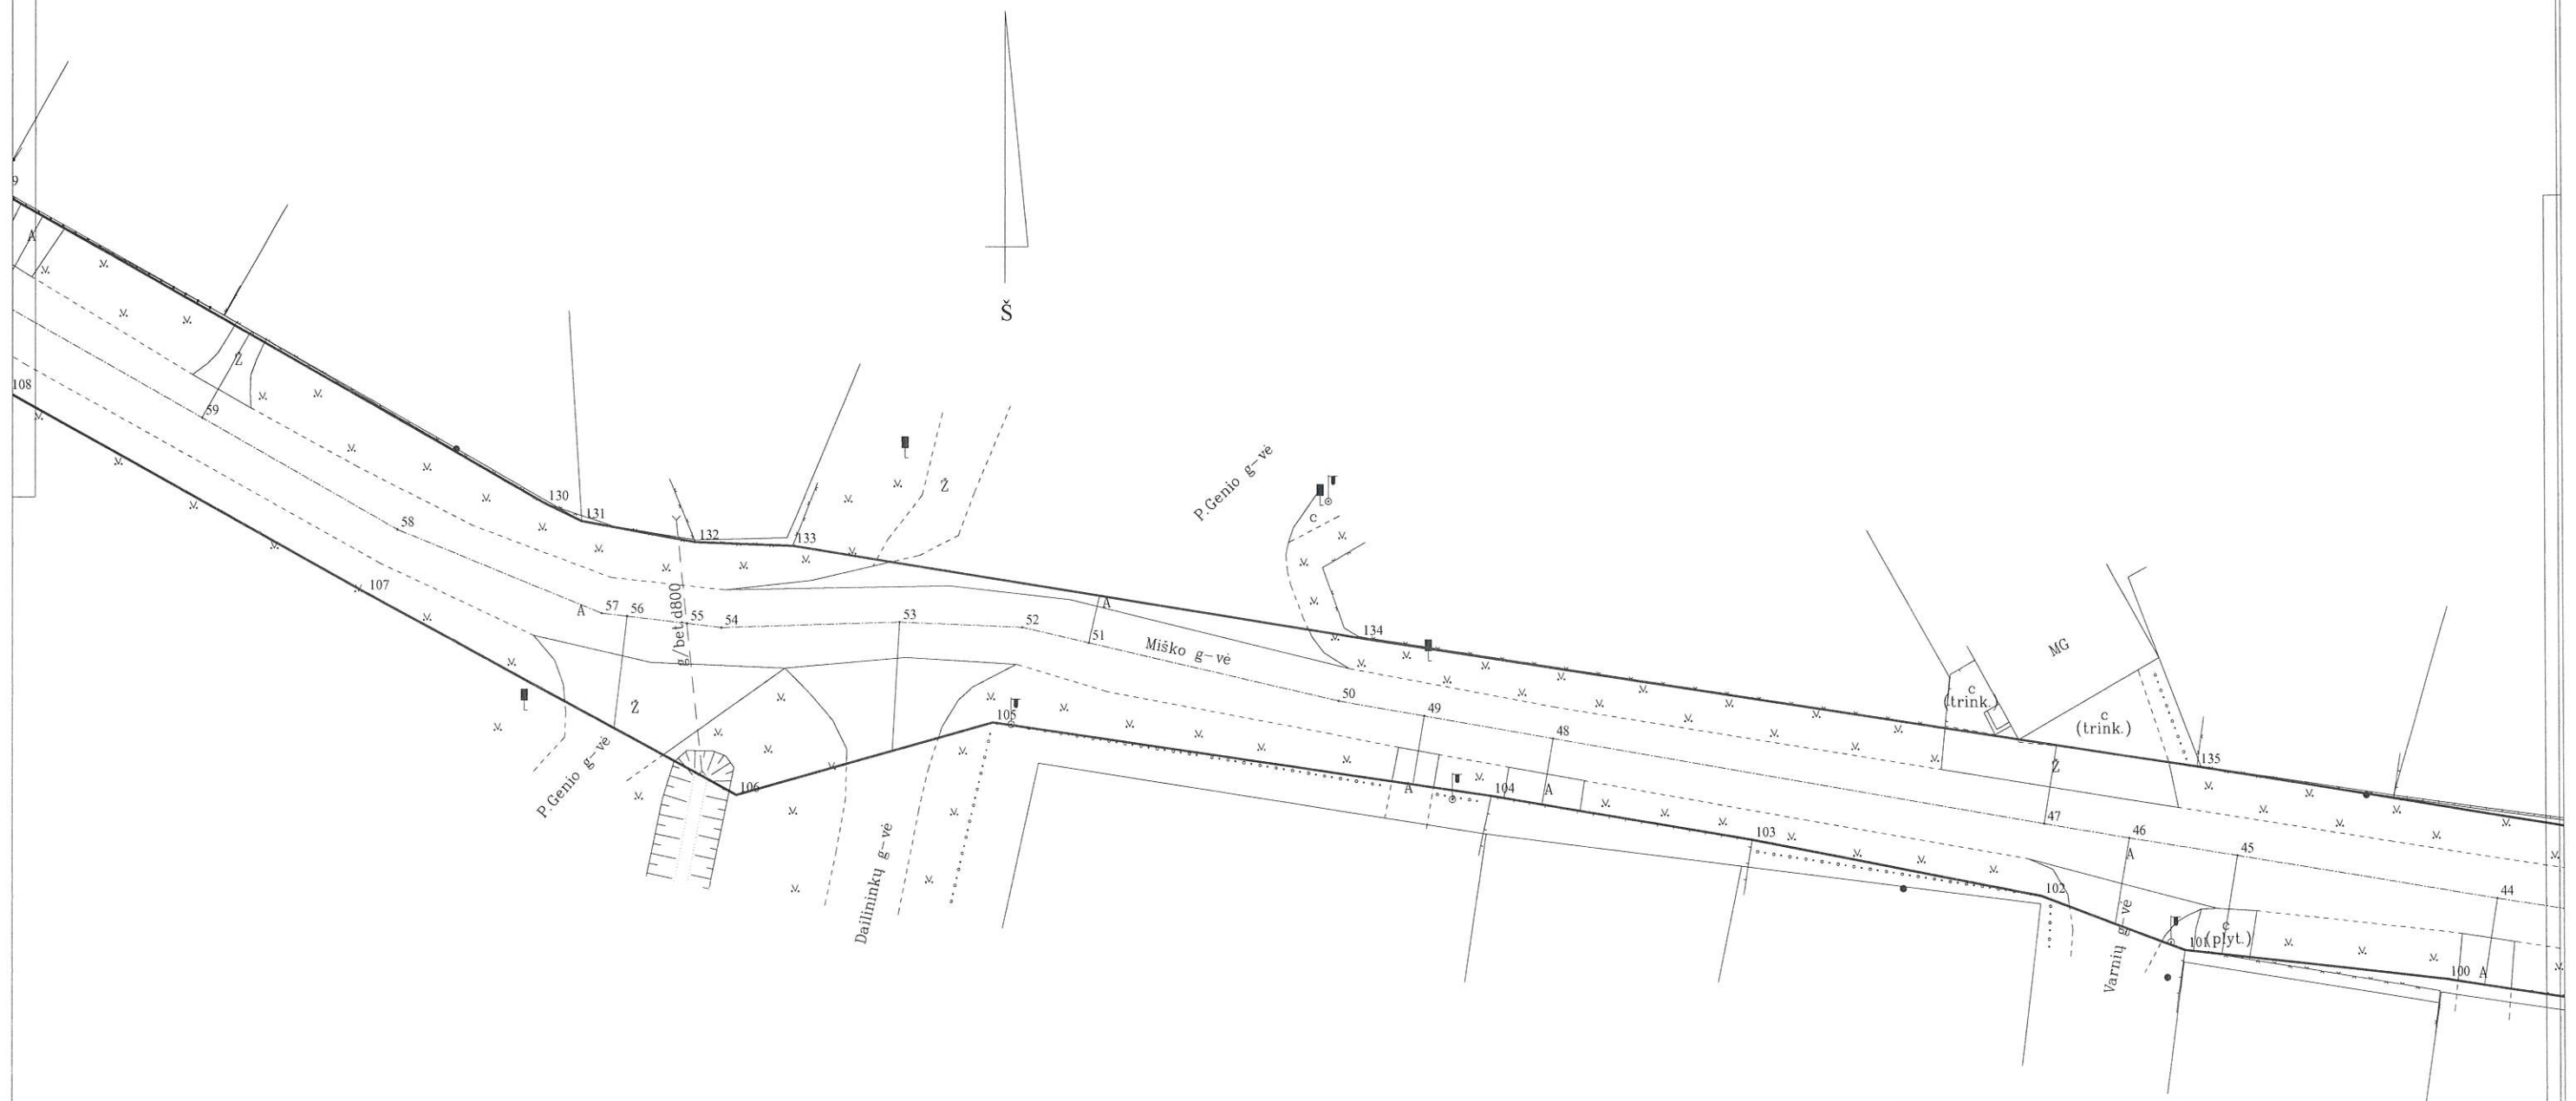 9
A
108
Ž
59
Š
58
130
131
132
133
Ž
P.Genio g-vė
c
107
A
57
56
g/bet.d800
55
54
53
52
51
A
Miško g-vė
134
50
49
48
Ž
P.Genio g-vė
106
Dailininkų g-vė
105
A
104
A
103
c
(trink.)
MG
c
(trink.)
Ž
135
47
46
A
45
44
102
Varnių g-vė
101
c
(plyt.)
100
A